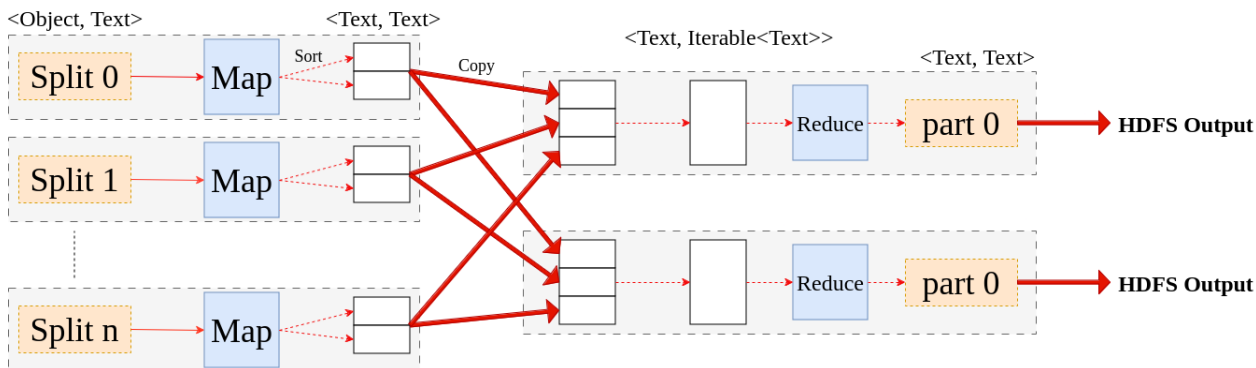 <Object, Text>
<Text, Text>
Split 0
Map
Sort
Copy
<Text, Iterable<Text>>
<Text, Text>
Reduce
part 0
HDFS Output
Split 1
Map
Reduce
part 0
HDFS Output
Split n
Map